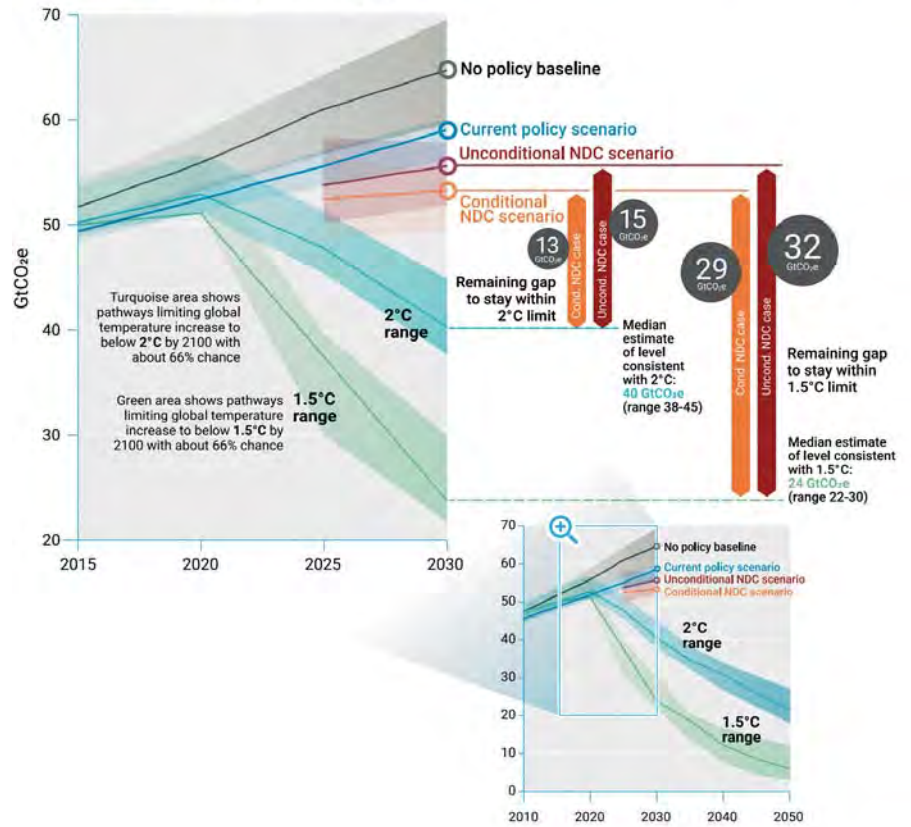 70
60
50
40
30
20
GtCO₂e
2015
2020
2025
2030
No policy baseline
Current policy scenario
Unconditional NDC scenario
Conditional
NDC scenario
Turquoise area shows
pathways limiting global
temperature increase to
below 2°C by 2100 with
about 66% chance
Green area shows pathways
limiting global temperature
increase to below 1.5°C by
2100 with about 66% chance
2°C
range
1.5°C
range
13
GtCO₂e
Cond. NDC case
15
GtCO₂e
Uncond. NDC case
Remaining gap
to stay within
2°C limit
Median
estimate
of level
consistent
with 2°C:
40 GtCO₂e
(range 38-45)
29
GtCO₂e
Cond. NDC case
32
GtCO₂e
Uncond. NDC case
Remaining gap
to stay within
1.5°C limit
Median estimate
of level consistent
with 1.5°C:
24 GtCO₂e
(range 22-30)
70
60
50
40
30
20
10
0
2010
2020
2030
2040
2050
No policy baseline
Current policy scenario
Unconditional NDC scenario
Conditional NDC scenario
2°C
range
1.5°C
range